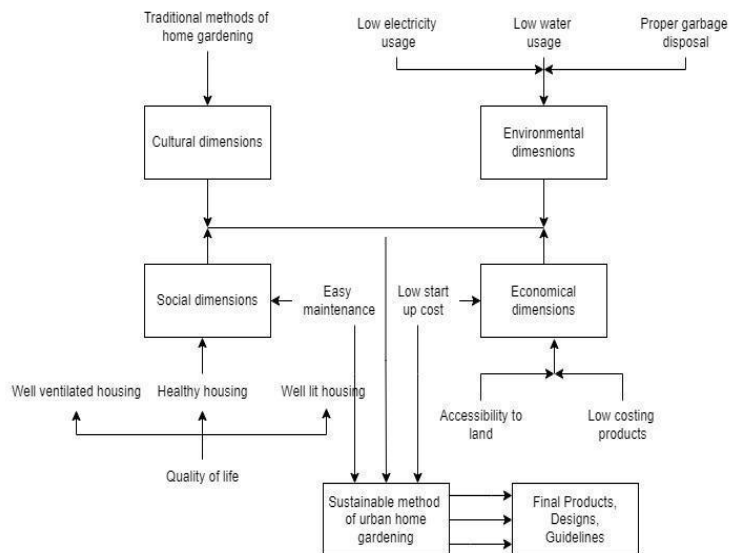 Traditional methods of
home gardening
Low electricity
usage
Low water
usage
Proper garbage
disposal
Cultural dimensions
Environmental
dimesnions
Social dimensions
Easy
maintenance
Low start
up cost
Economical
dimensions
Well ventilated housing
Healthy housing
Well lit housing
Accessibility to
land
Low costing
products
Quality of life
Sustainable method
of urban home
gardening
Final Products,
Designs,
Guidelines